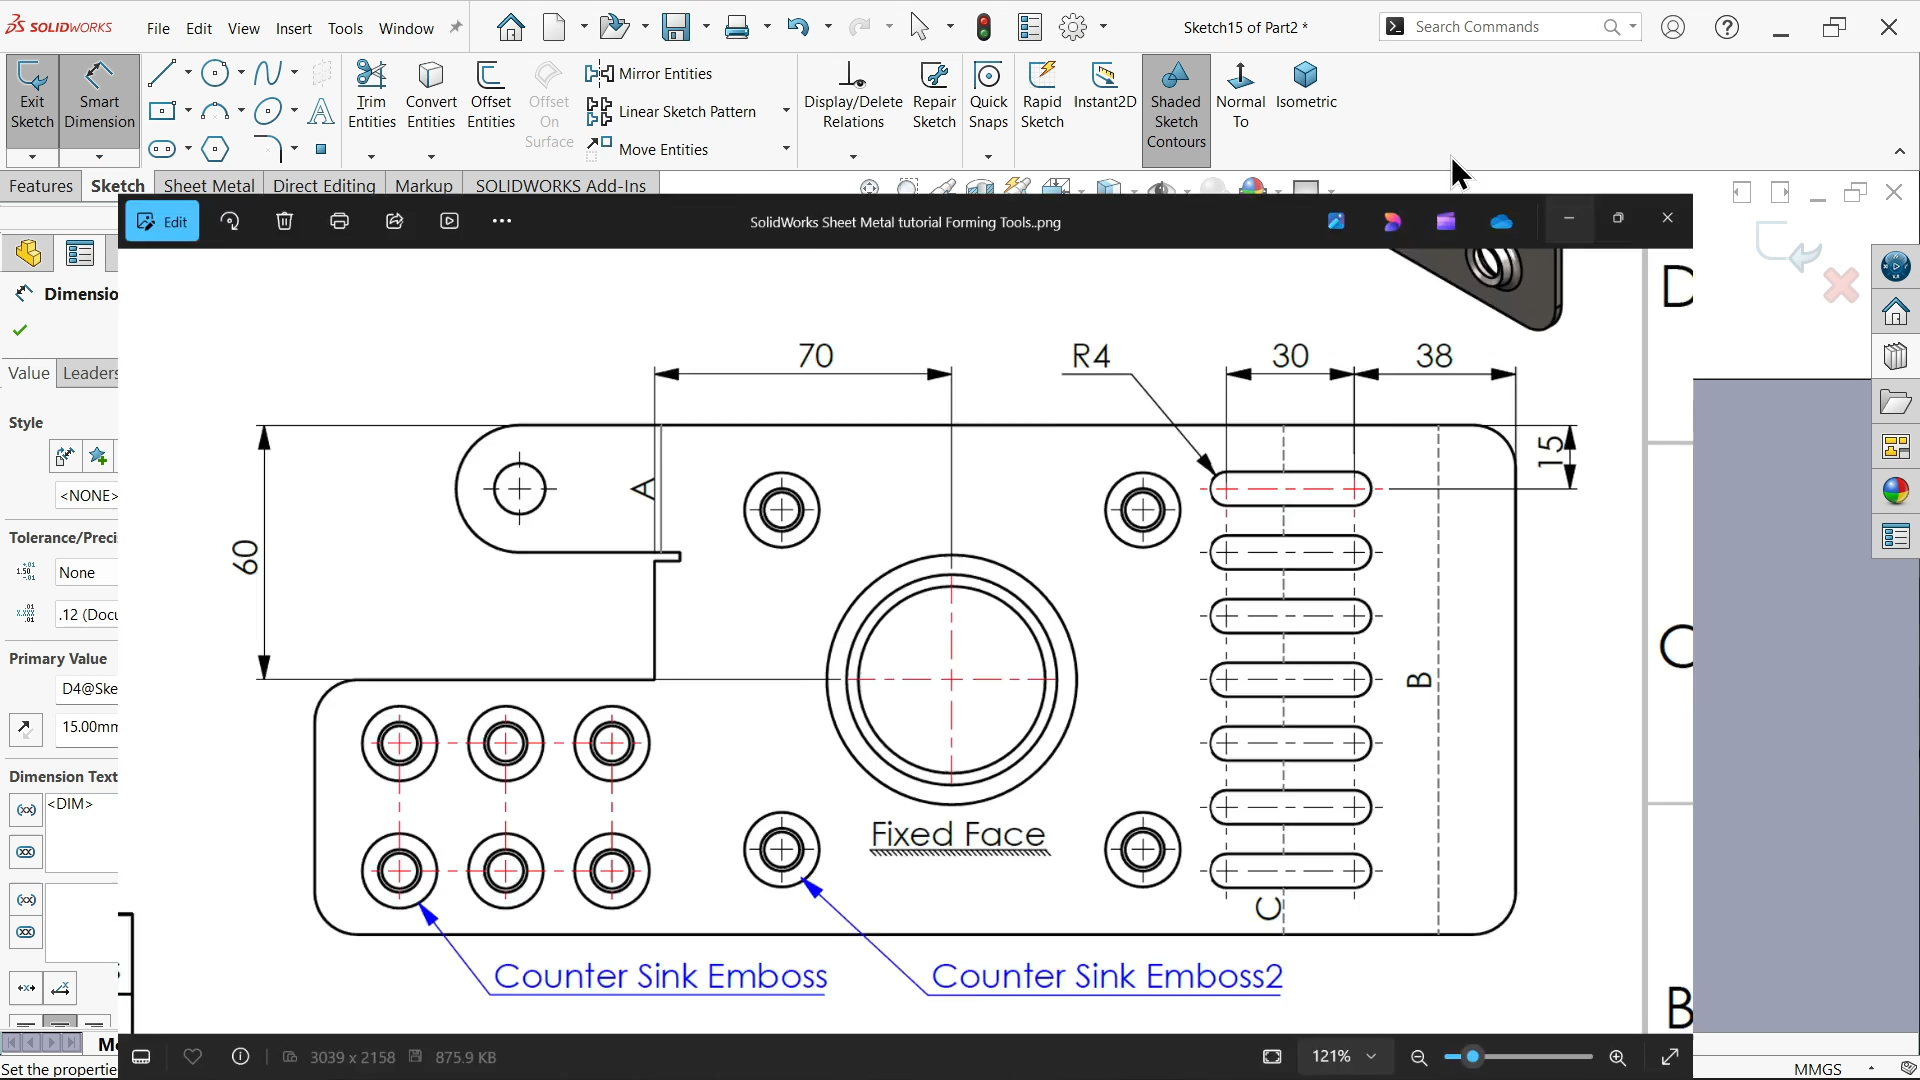 SOLIDWORKS File Edit View Insert Tools Window
Sketch15 of Part2 *
Search Commands
Exit Sketch
Smart Dimension
Trim Entities
Convert Entities
Offset Entities
Offset On Surface
Mirror Entities
Linear Sketch Pattern
Move Entities
Display/Delete Relations
Repair Sketch
Quick Snaps
Rapid Sketch
Instant2D
Shaded Sketch Contours
Normal To
Isometric
Features Sketch Sheet Metal Direct Editing Markup SOLIDWORKS Add-Ins
Edit
SolidWorks Sheet Metal tutorial Forming Tools..png
Dimensio
Value Leaders
Style
<NONE>
Tolerance/Preci
None
.12 (Docu
Primary Value
D4@Ske
15.00mm
Dimension Text
<DIM>
Set the propertie
70
R4
30
38
15
60
A
B
C
Fixed Face
Counter Sink Emboss
Counter Sink Emboss2
D
C
B
3039 x 2158
875.9 KB
121%
MMGS